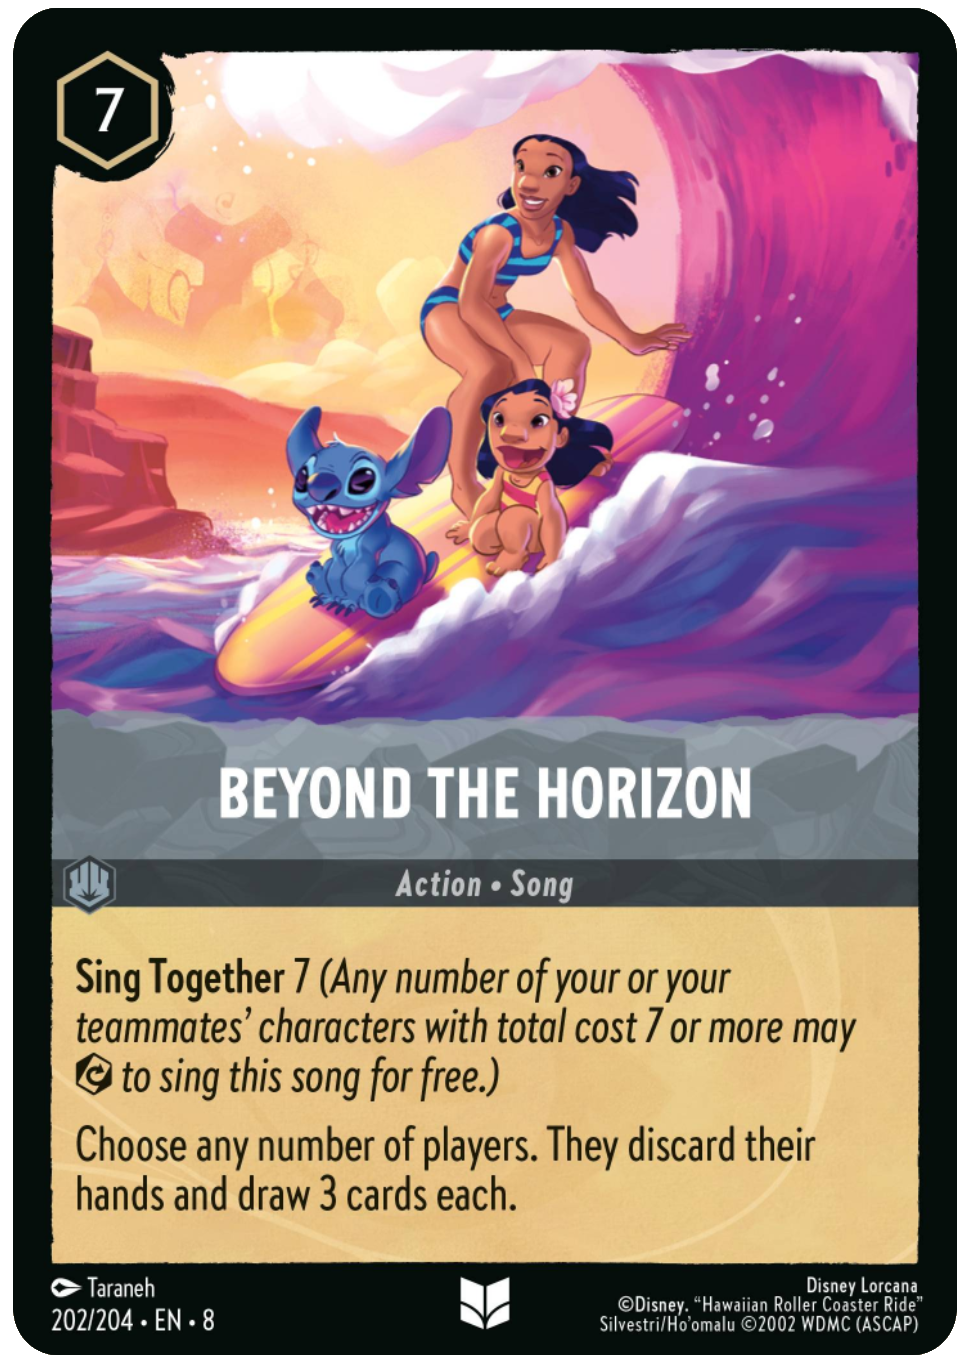 7
BEYOND THE HORIZON
Action • Song
Sing Together 7 (Any number of your or your
teammates’ characters with total cost 7 or more may
to sing this song for free.)
Choose any number of players. They discard their
hands and draw 3 cards each.
Taraneh
202/204 • EN • 8
Disney Lorcana
©Disney. “Hawaiian Roller Coaster Ride”
Silvestri/Ho’omalu ©2002 WDMC (ASCAP)